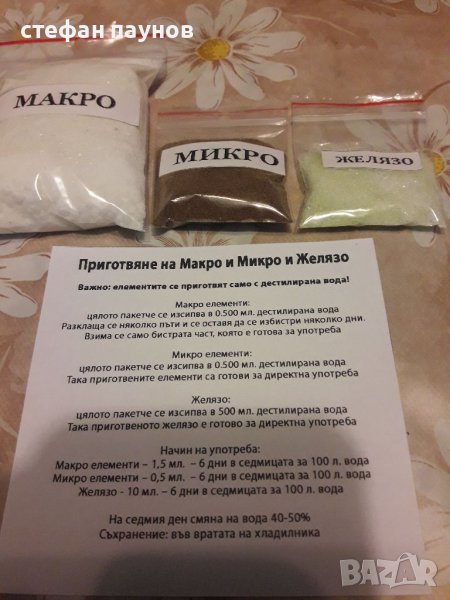 стефан паунов
МАКРО
МИКРО
ЖЕЛЯЗО
Приготвяне на Макро и Микро и Желязо
Важно: елементите се приготвят само с дестилирана вода!
Макро елементи:
цялото пакетче се изсипва в 0.500 мл. дестилирана вода
Разклаща се няколко пъти и се оставя да се избистри няколко дни.
Взима се само бистрата част, която е готова за употреба
Микро елементи:
цялото пакетче се изсипва в 0.500 мл. дестилирана вода
Така приготвените елементи са готови за директна употреба
Желязо:
цялото пакетче се изсипва в 500 мл. дестилирана вода
Така приготвеното желязо е готово за директна употреба
Начин на употреба:
Макро елементи – 1,5 мл. – 6 дни в седмицата за 100 л. вода
Микро елементи – 0,5 мл. – 6 дни в седмицата за 100 л. вода
Желязо - 10 мл. – 6 дни в седмицата за 100 л. вода
На седмия ден смяна на вода 40-50%
Съхранение: във вратата на хладилника
BAZAR